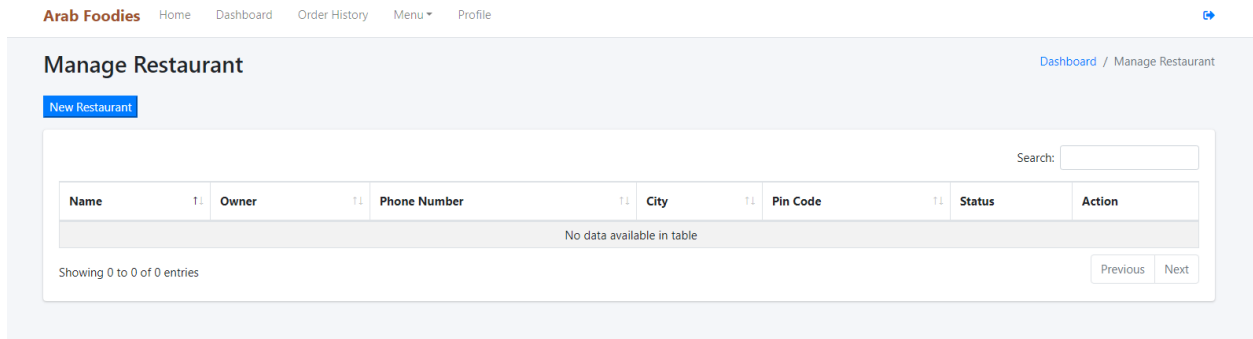 Arab Foodies Home Dashboard Order History Menu Profile
Manage Restaurant
Dashboard / Manage Restaurant
New Restaurant
Search:
Name Owner Phone Number City Pin Code Status Action
No data available in table
Showing 0 to 0 of 0 entries
Previous Next